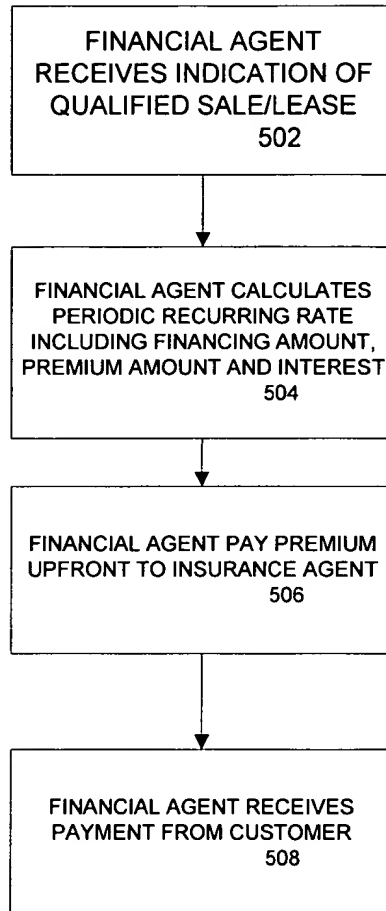 FINANCIAL AGENT
RECEIVES INDICATION OF
QUALIFIED SALE/LEASE
502
FINANCIAL AGENT CALCULATES
PERIODIC RECURRING RATE
INCLUDING FINANCING AMOUNT,
PREMIUM AMOUNT AND INTEREST
504
FINANCIAL AGENT PAY PREMIUM
UPFRONT TO INSURANCE AGENT
506
FINANCIAL AGENT RECEIVES
PAYMENT FROM CUSTOMER
508